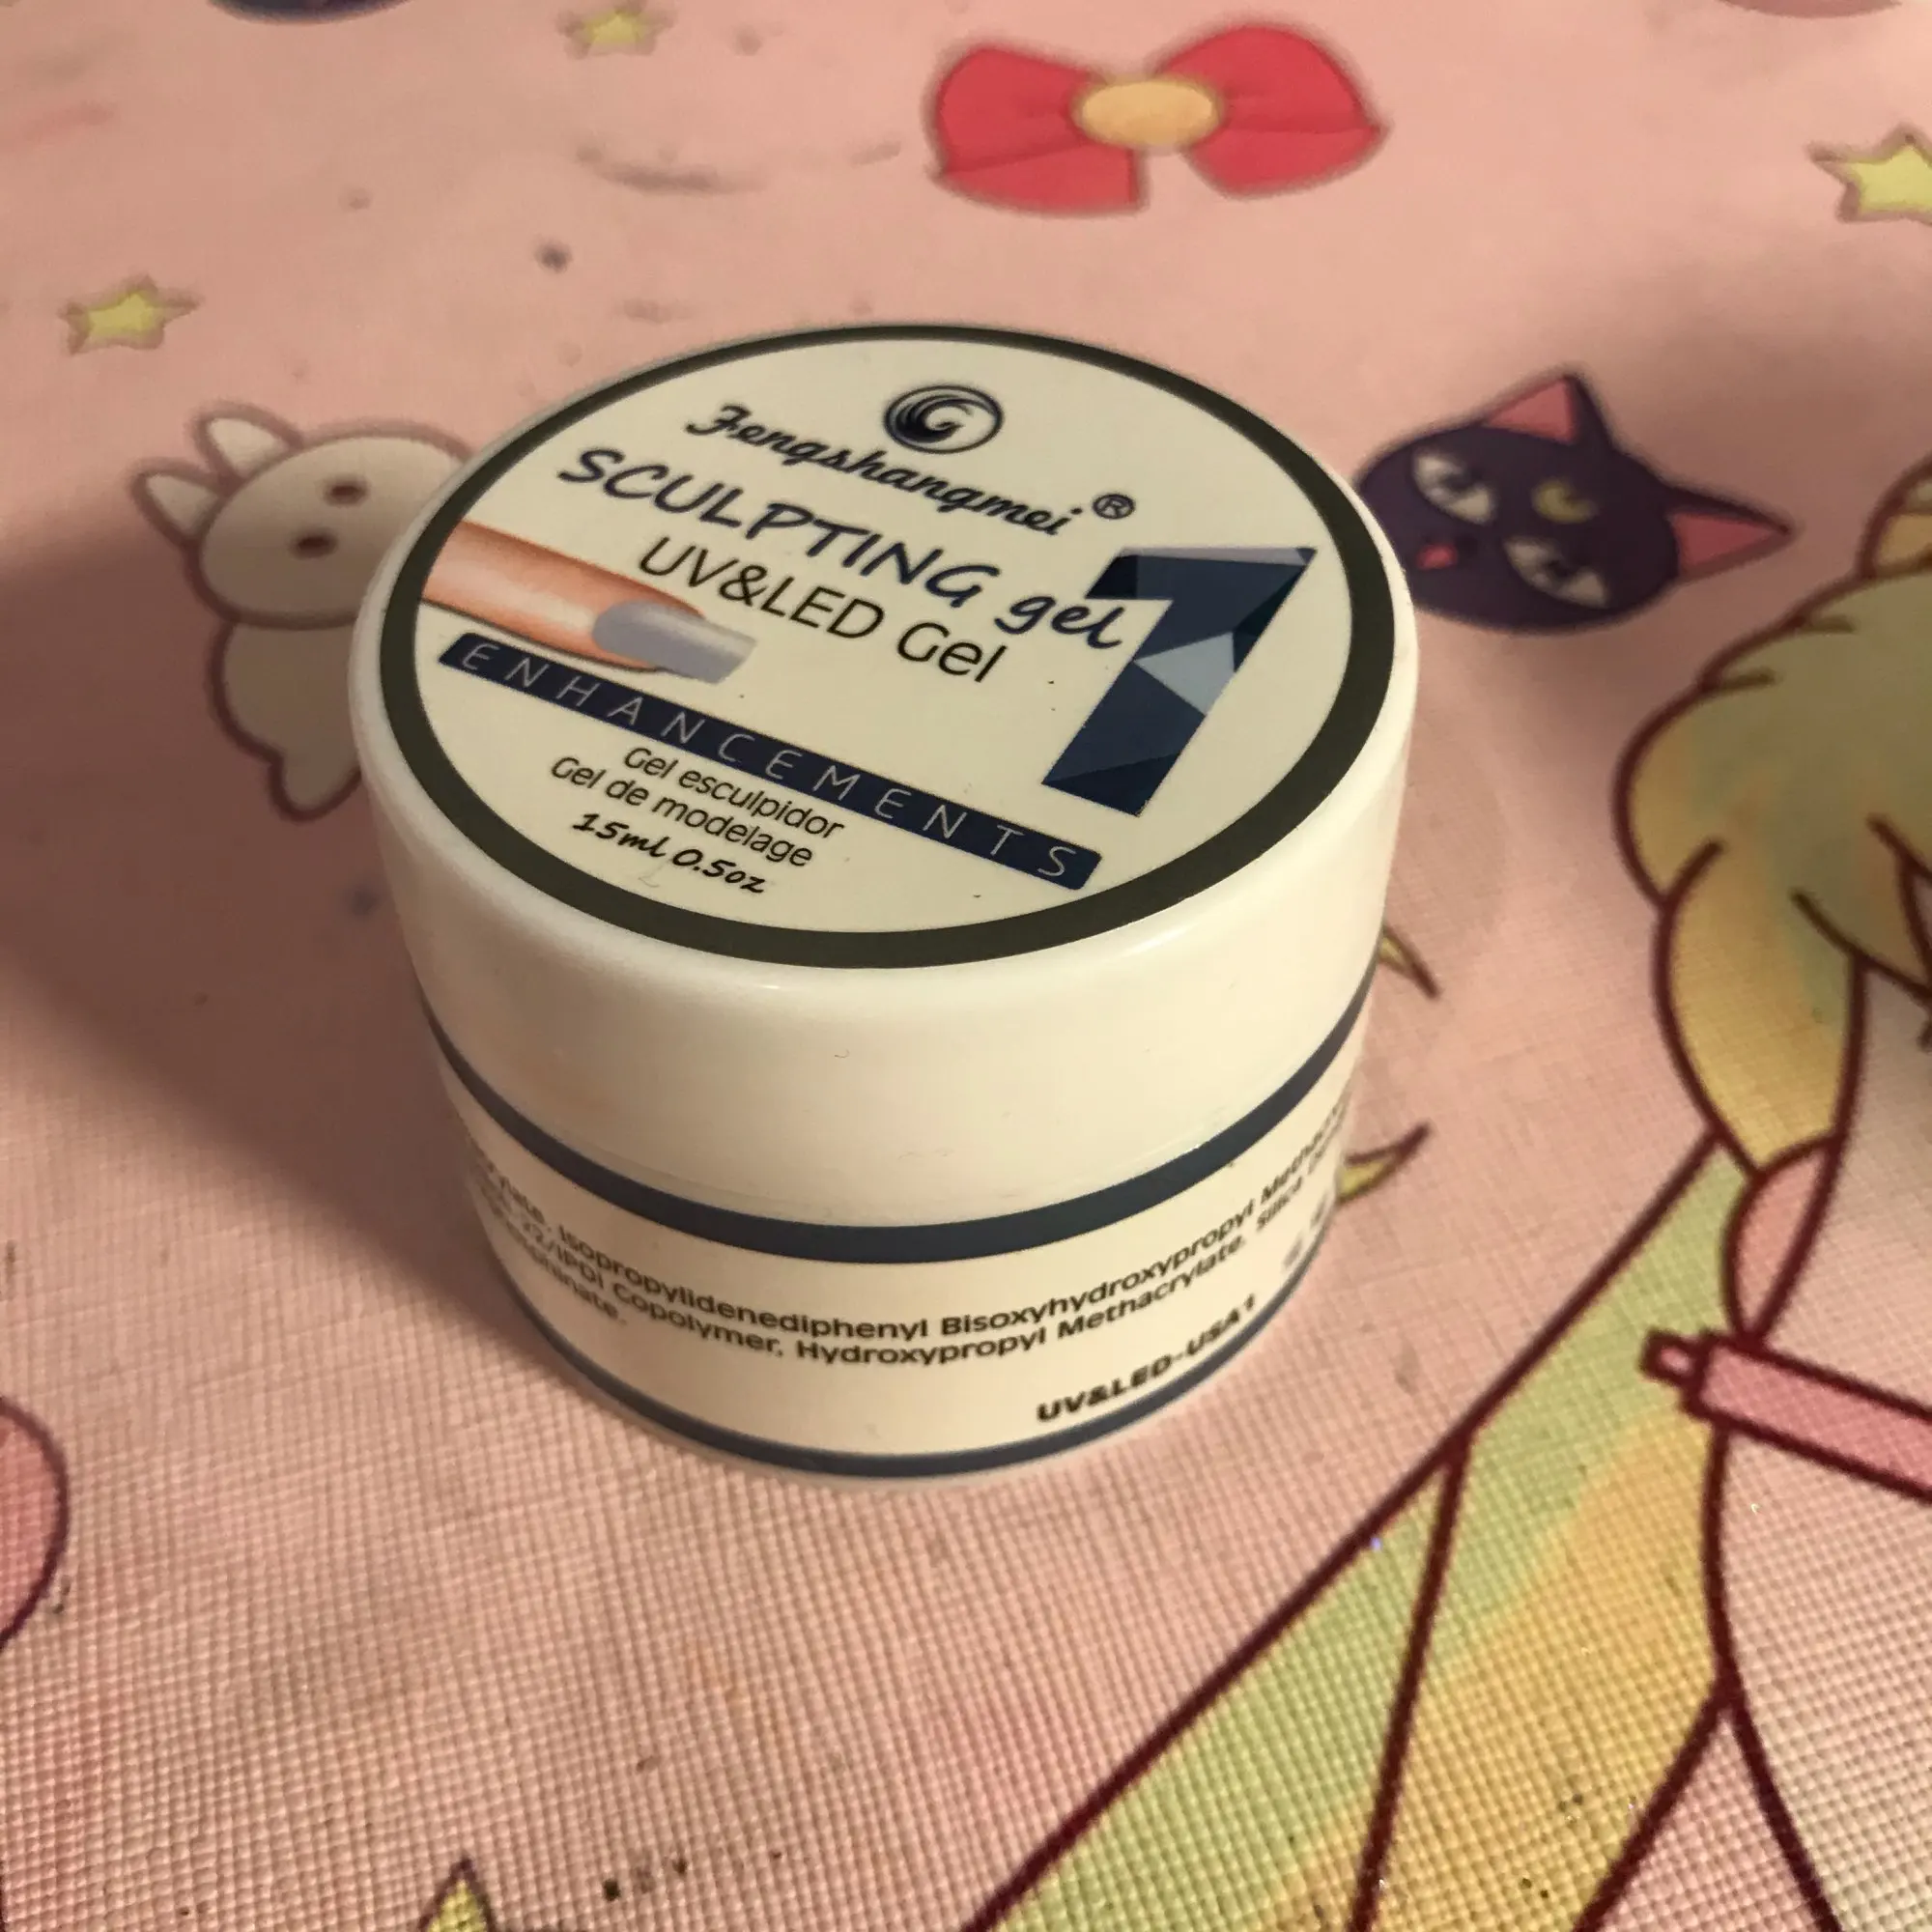 Fengshangmei®
SCULPTING gel
UV&LED Gel
1
ENHANCEMENTS
Gel esculpidor
Gel de modelage
15ml 0.5oz
Isopropylidenediphenyl Bisoxyhydroxypropyl
Copolymer, Hydroxypropyl Methacrylate, Silica
UV&LED-USA1